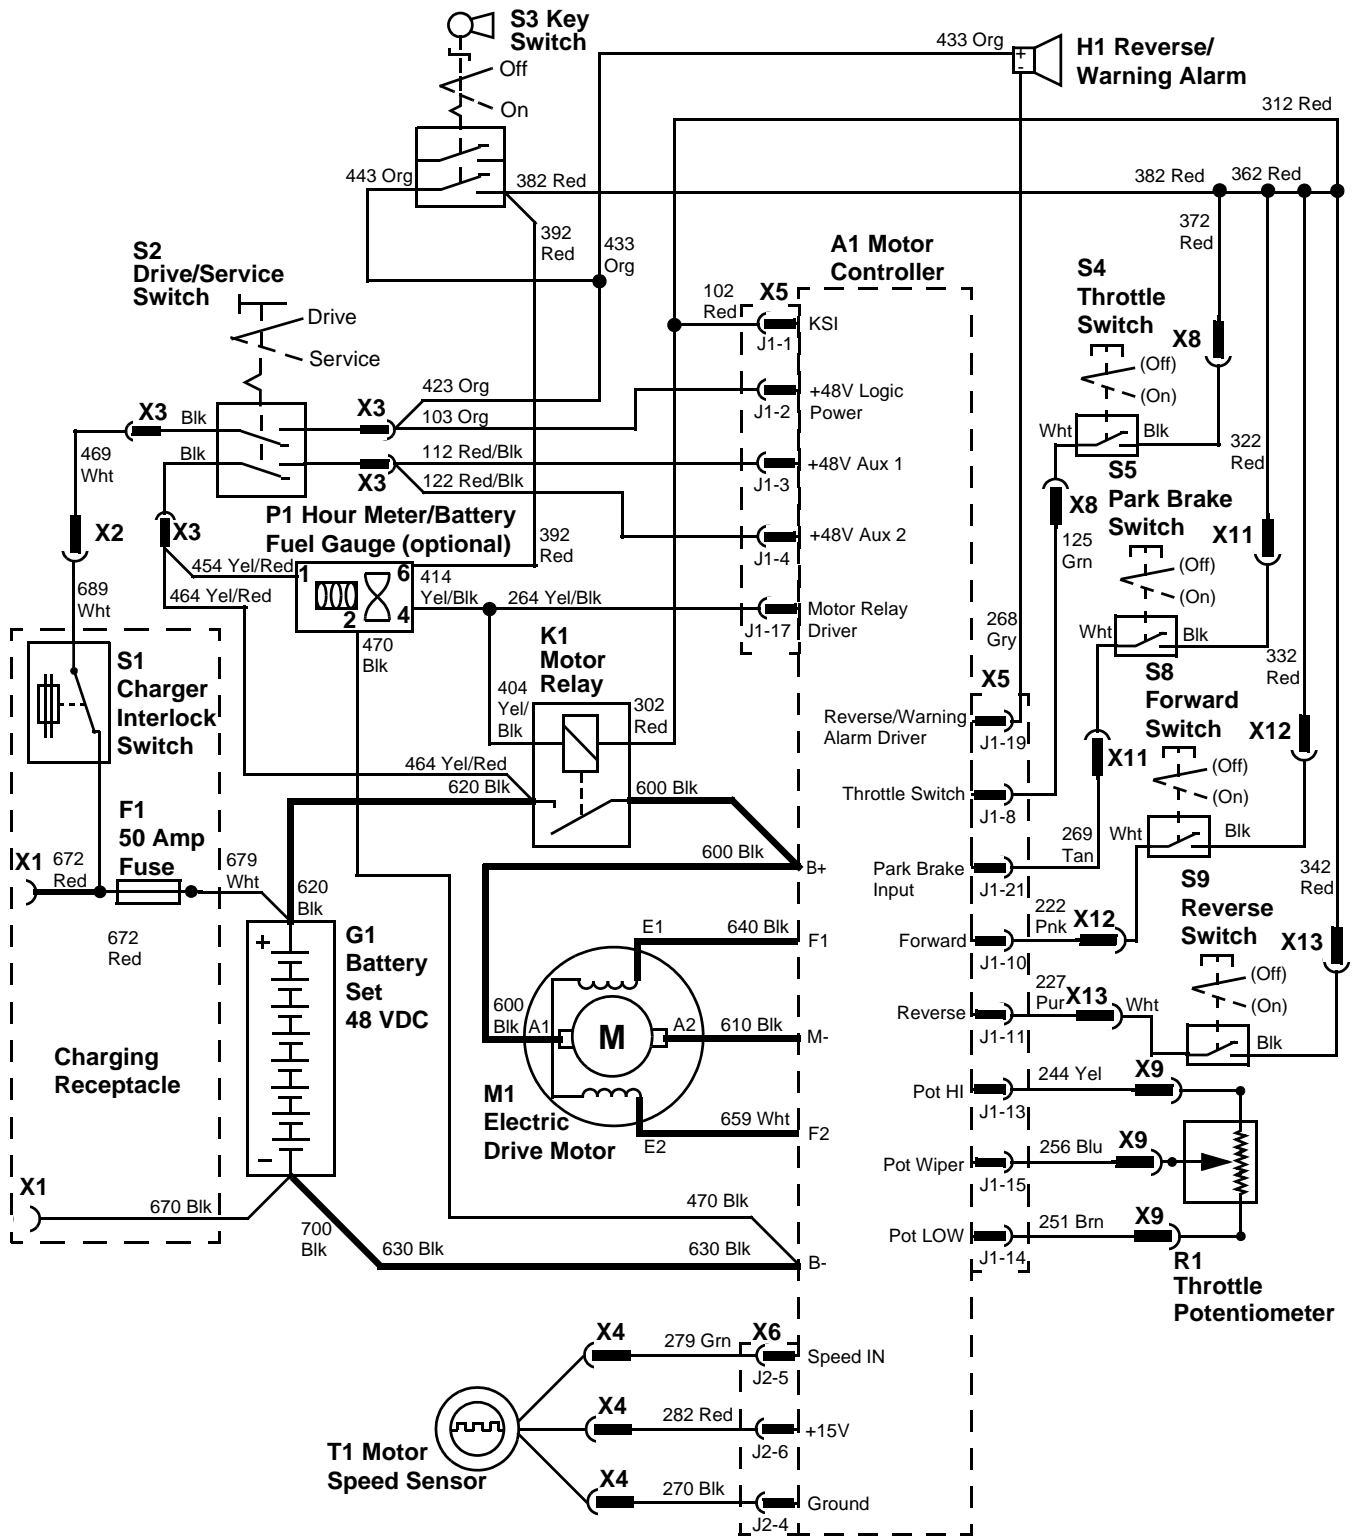 S3 Key
Switch
Off
On
433 Org
H1 Reverse/
Warning Alarm
312 Red
443 Org
382 Red
382 Red
362 Red
392
Red
433
Org
372
Red
S2
Drive/Service
Switch
Drive
Service
A1 Motor
Controller
102
Red
X5
KSI
J1-1
S4
Throttle
Switch
(Off)
(On)
X8
Wht
Blk
423 Org
103 Org
X3
Blk
X3
+48V Logic
Power
J1-2
469
Wht
Blk
112 Red/Blk
X3
122 Red/Blk
+48V Aux 1
J1-3
322
Red
S5
Park Brake
Switch
X8
(Off)
(On)
X11
125
Grn
X2
X3
P1 Hour Meter/Battery
Fuel Gauge (optional)
392
Red
+48V Aux 2
J1-4
454 Yel/Red
464 Yel/Red
1
6
2
4
414
Yel/Blk
264 Yel/Blk
Motor Relay
Driver
J1-17
689
Wht
470
Blk
268
Gry
Wht
Blk
332
Red
S1
Charger
Interlock
Switch
K1
Motor
Relay
404
Yel/
Blk
302
Red
X5
Reverse/Warning
Alarm Driver
J1-19
S8
Forward
Switch
(Off)
(On)
X12
X11
464 Yel/Red
620 Blk
600 Blk
Throttle Switch
J1-8
F1
50 Amp
Fuse
X1
672
Red
679
Wht
672
Red
620
Blk
600 Blk
B+
Park Brake
Input
J1-21
269
Tan
Wht
Blk
S9
Reverse
Switch
342
Red
222
Pnk
X12
(Off)
(On)
X13
Forward
J1-10
G1
Battery
Set
48 VDC
+
–
E1
640 Blk
F1
600
Blk
A1
M
A2
610 Blk
M-
Reverse
J1-11
227
Pur
X13
Wht
Blk
Charging
Receptacle
M1
Electric
Drive Motor
E2
659 Wht
F2
Pot HI
J1-13
244 Yel
X9
Pot Wiper
J1-15
256 Blu
X9
X1
670 Blk
700
Blk
630 Blk
470 Blk
630 Blk
B-
Pot LOW
J1-14
251 Brn
X9
R1
Throttle
Potentiometer
T1 Motor
Speed Sensor
X4
279 Grn
X6
Speed IN
J2-5
X4
282 Red
+15V
J2-6
X4
270 Blk
Ground
J2-4